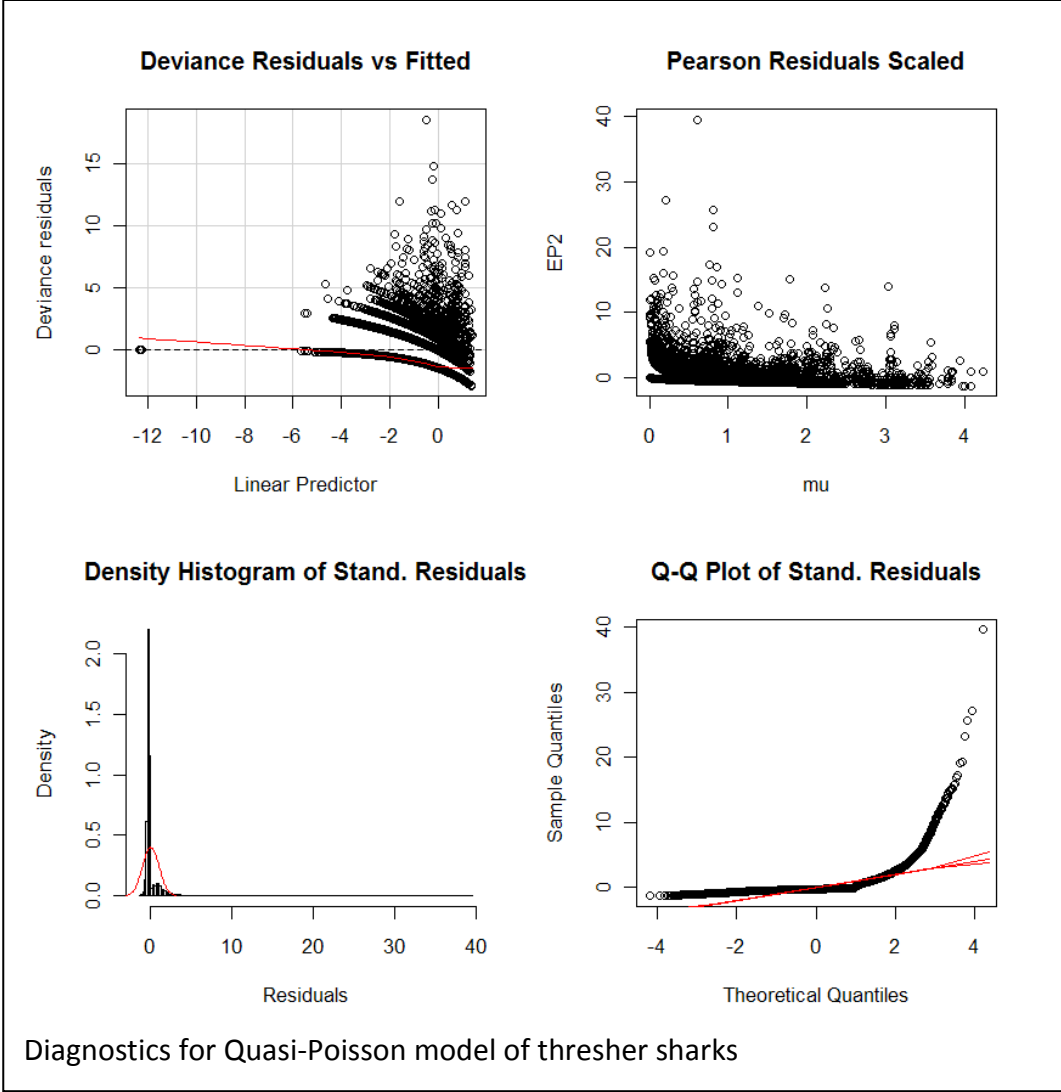 Deviance Residuals vs Fitted
Deviance residuals
15
10
5
0
-12 -10 -8 -6 -4 -2 0
Linear Predictor
Pearson Residuals Scaled
EP2
40
30
20
10
0
0 1 2 3 4
mu
Density Histogram of Stand. Residuals
Density
2.0
1.5
1.0
0.5
0.0
0 10 20 30 40
Residuals
Q-Q Plot of Stand. Residuals
Sample Quantiles
40
30
20
10
0
-4 -2 0 2 4
Theoretical Quantiles
Diagnostics for Quasi-Poisson model of thresher sharks